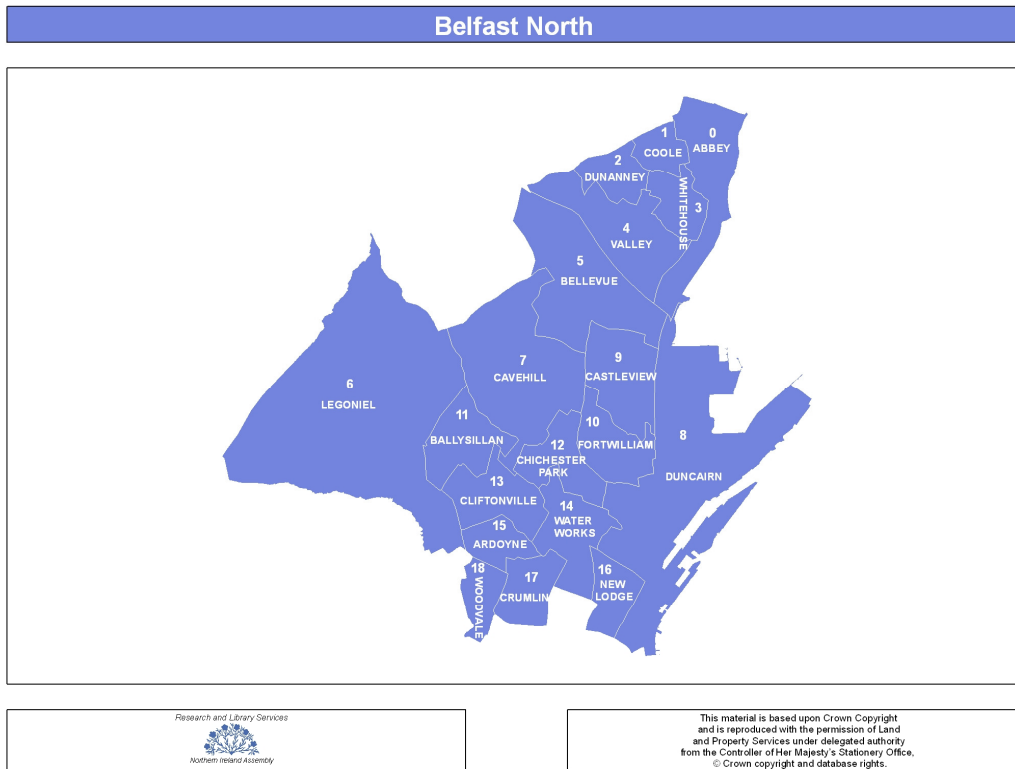 Belfast North
0
ABBEY
1
COOLE
2
DUNANNEY
WHITEHOUSE
3
4
VALLEY
5
BELLEVUE
6
LEGONIEL
7
CAVEHILL
9
CASTLEVIEW
11
BALLYSILLAN
10
FORTWILLIAM
8
DUNCAIRN
12
CHICHESTER
PARK
13
CLIFTONVILLE
14
WATER
WORKS
15
ARDOYNE
16
NEW
LODGE
17
CRUMLIN
18
WOODVALE
Research and Library Services
Northern Ireland Assembly
This material is based upon Crown Copyright
and is reproduced with the permission of Land
and Property Services under delegated authority
from the Controller of Her Majesty's Stationery Office,
© Crown copyright and database rights.